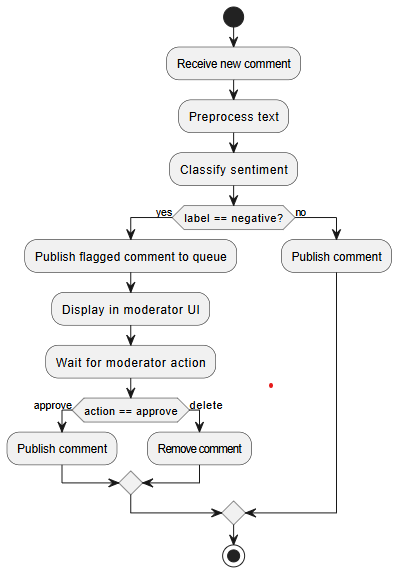 Receive new comment
Preprocess text
Classify sentiment
yes
label == negative?
no
Publish flagged comment to queue
Publish comment
Display in moderator UI
Wait for moderator action
approve
action == approve
delete
Publish comment
Remove comment